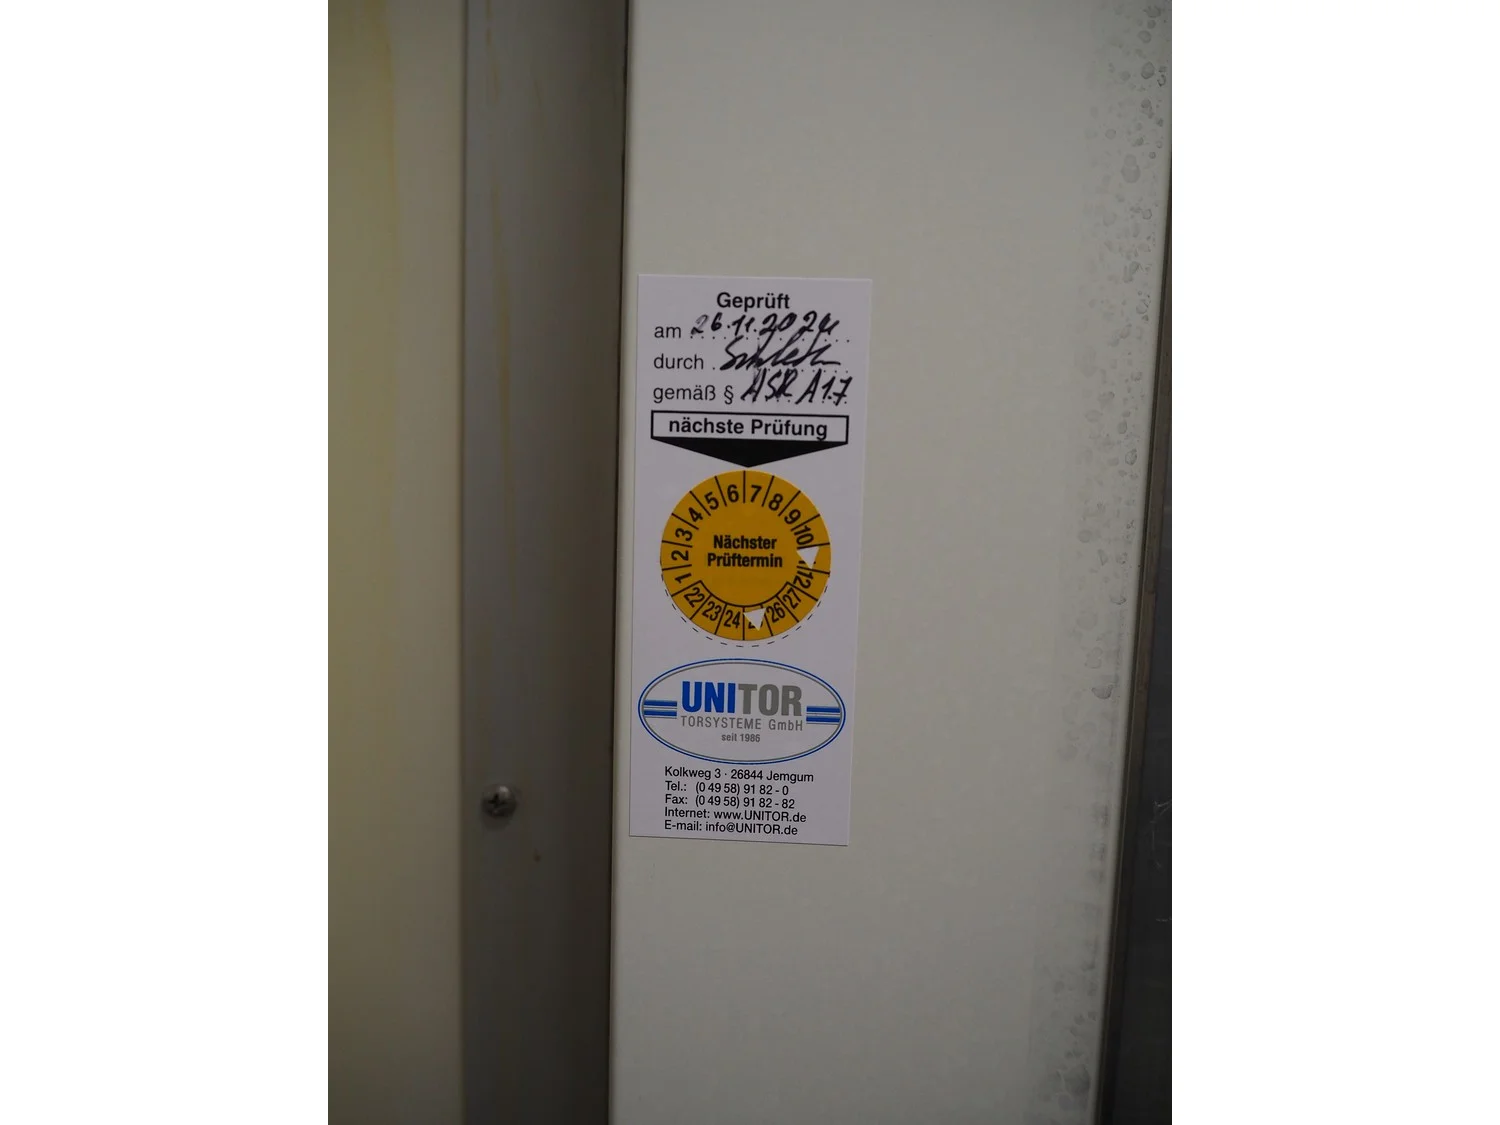 Geprüft
am 26.11.2024
durch
gemäß § ASR A1.7
nächste Prüfung
1 2 3 4 5 6 7 8 9 10 12
Nächster
Prüftermin
22 23 24 26 27
UNITOR
TORSYSTEME GmbH
seit 1986
Kolkweg 3 · 26844 Jemgum
Tel.: (0 49 58) 91 82 - 0
Fax: (0 49 58) 91 82 - 82
Internet: www.UNITOR.de
E-mail: info@UNITOR.de